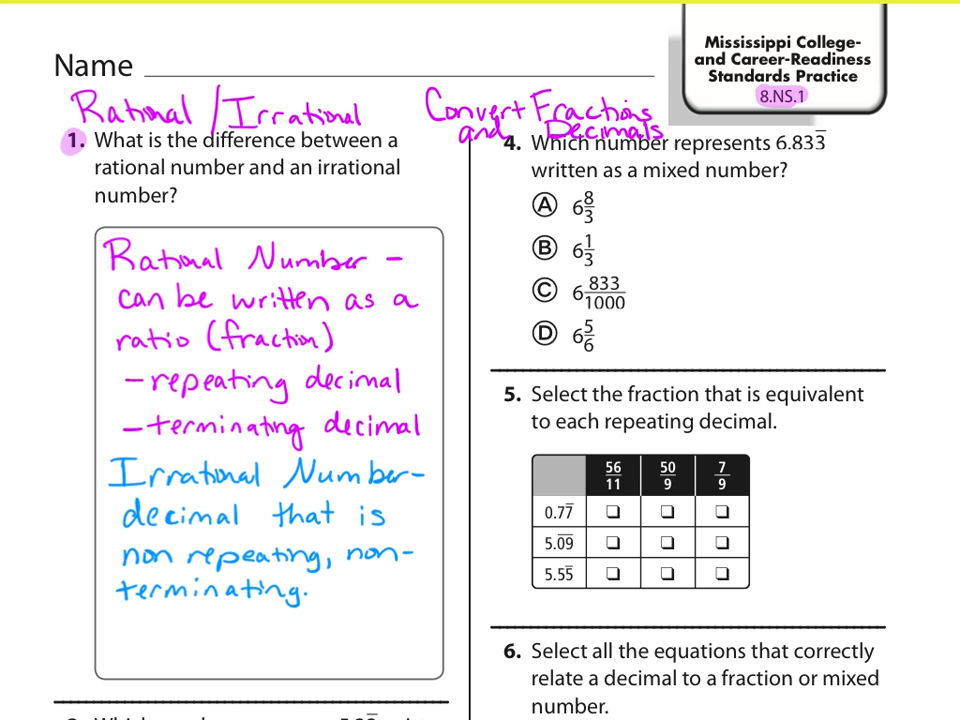 Mississippi College-
and Career-Readiness
Standards Practice
8.NS.1
Name
Rational / Irrational
1. What is the difference between a
rational number and an irrational
number?
Rational Number -
can be written as a
ratio (fraction)
- repeating decimal
- terminating decimal
Irrational Number-
decimal that is
non repeating, non-
terminating.
Convert Fractions
and Decimals
4. Which number represents 6.833̅
written as a mixed number?
A 6 8/3
B 6 1/3
C 6 833/1000
D 6 5/6
5. Select the fraction that is equivalent
to each repeating decimal.
56/11 50/9 7/9
0.77̅ ❑ ❑ ❑
5.0̅9̅ ❑ ❑ ❑
5.55̅ ❑ ❑ ❑
6. Select all the equations that correctly
relate a decimal to a fraction or mixed
number.